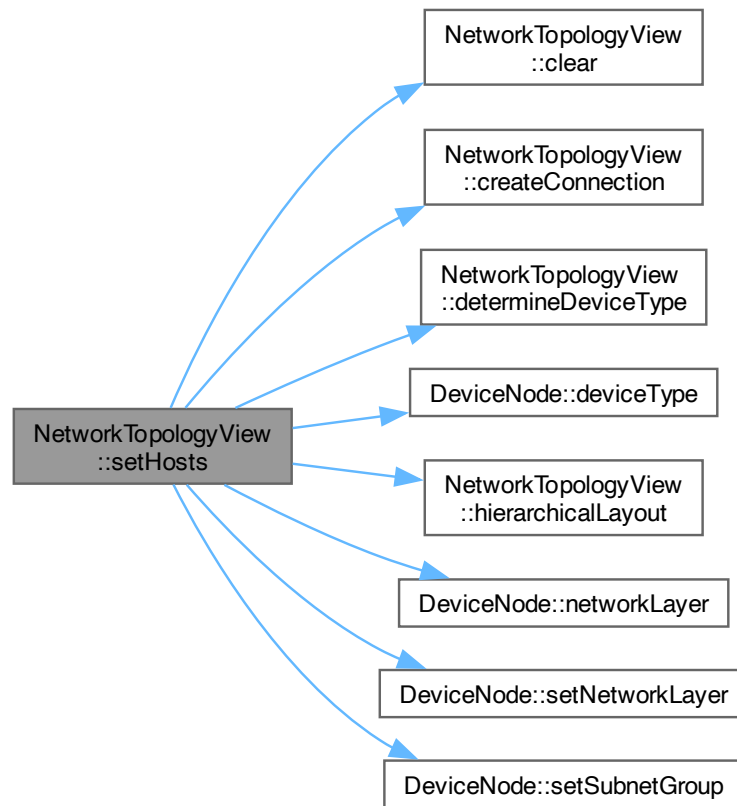 NetworkTopologyView
::clear
NetworkTopologyView
::createConnection
NetworkTopologyView
::determineDeviceType
DeviceNode::deviceType
NetworkTopologyView
::setHosts
NetworkTopologyView
::hierarchicalLayout
DeviceNode::networkLayer
DeviceNode::setNetworkLayer
DeviceNode::setSubnetGroup